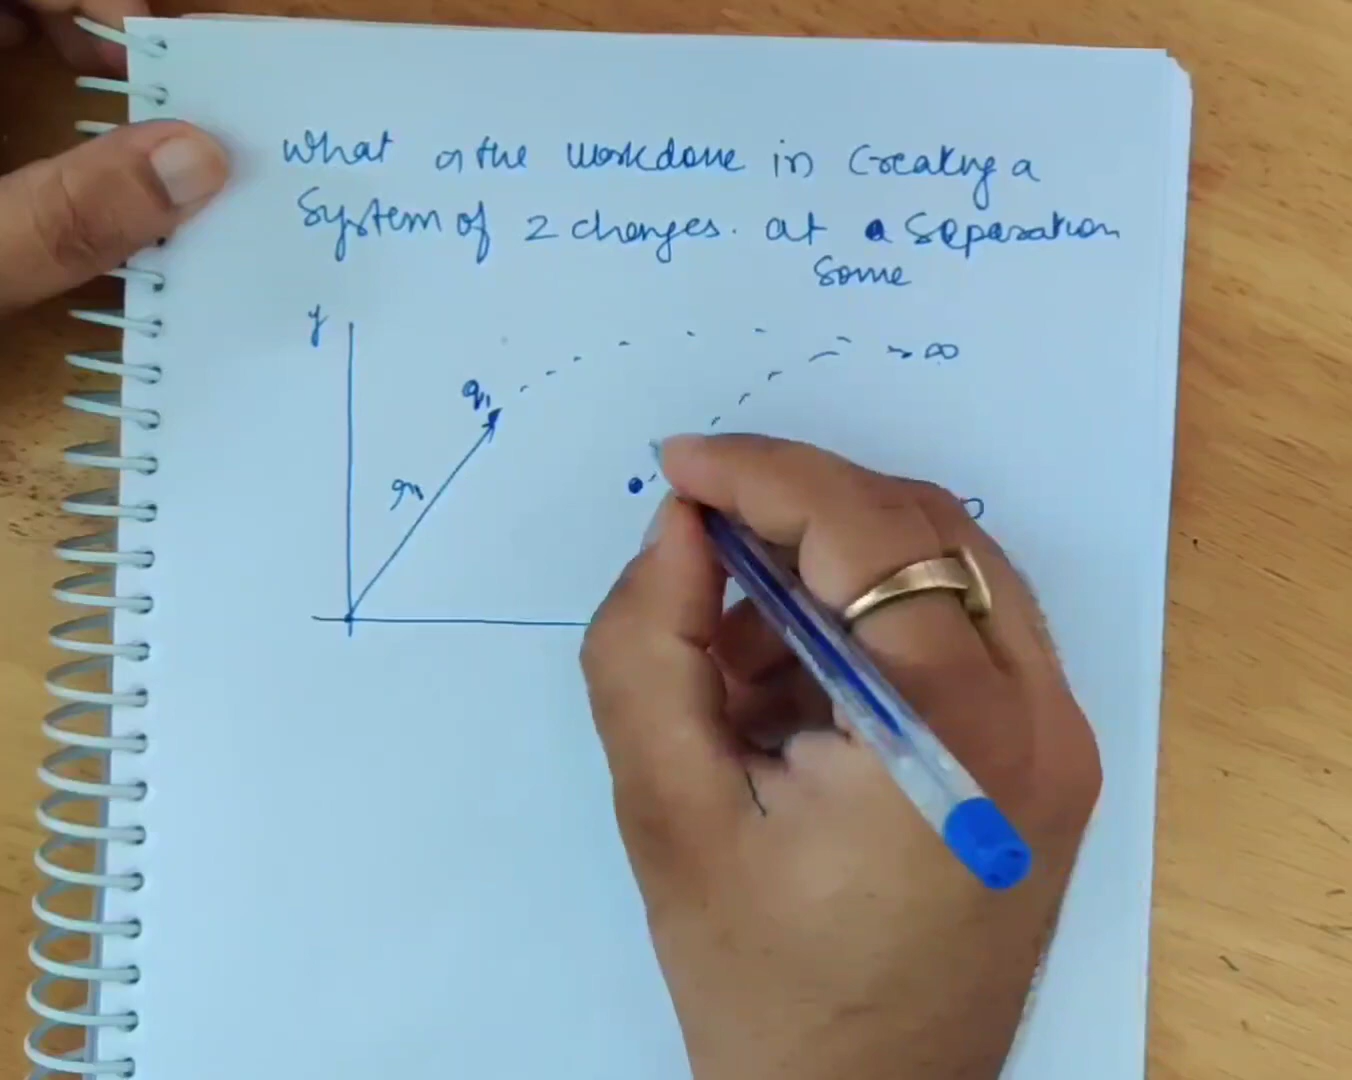 What is the workdone in Creating a
System of 2 charges. at a Separation
Some
y
q₁
∞
r₁